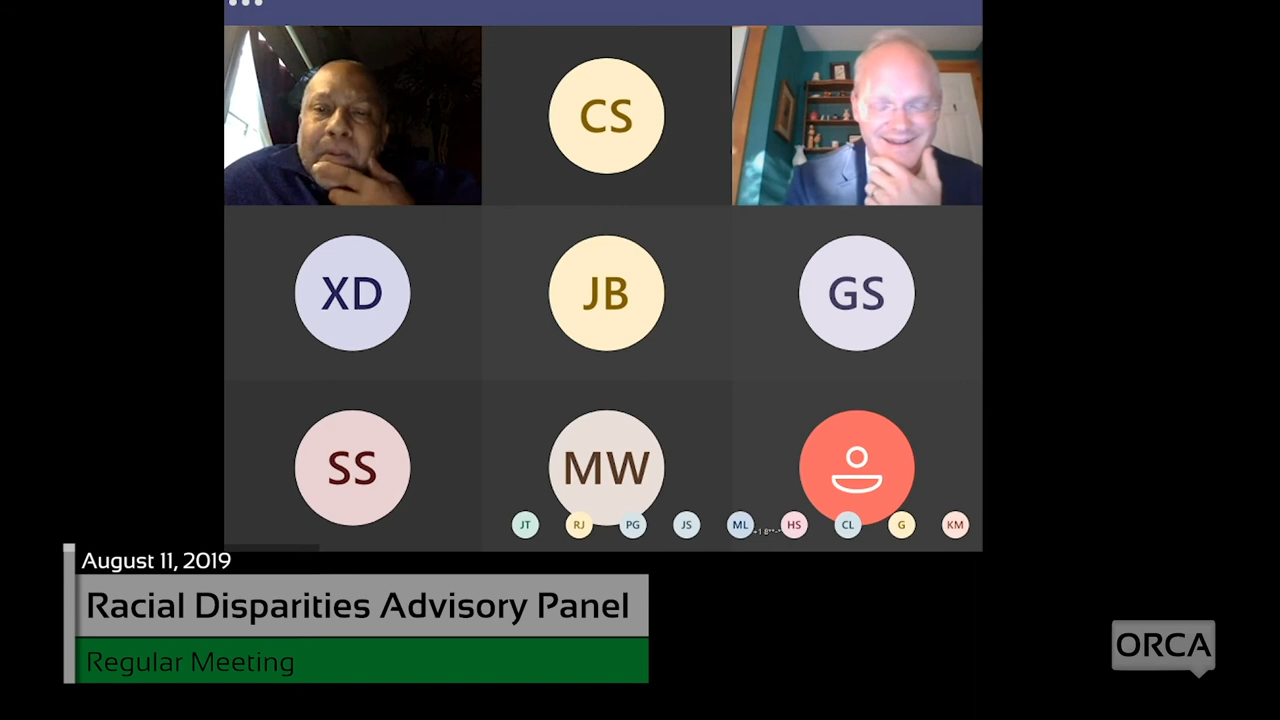 CS
XD
JB
GS
SS
MW
JT
RJ
PG
JS
ML
HS
CL
G
KM
August 11, 2019
Racial Disparities Advisory Panel
Regular Meeting
ORCA